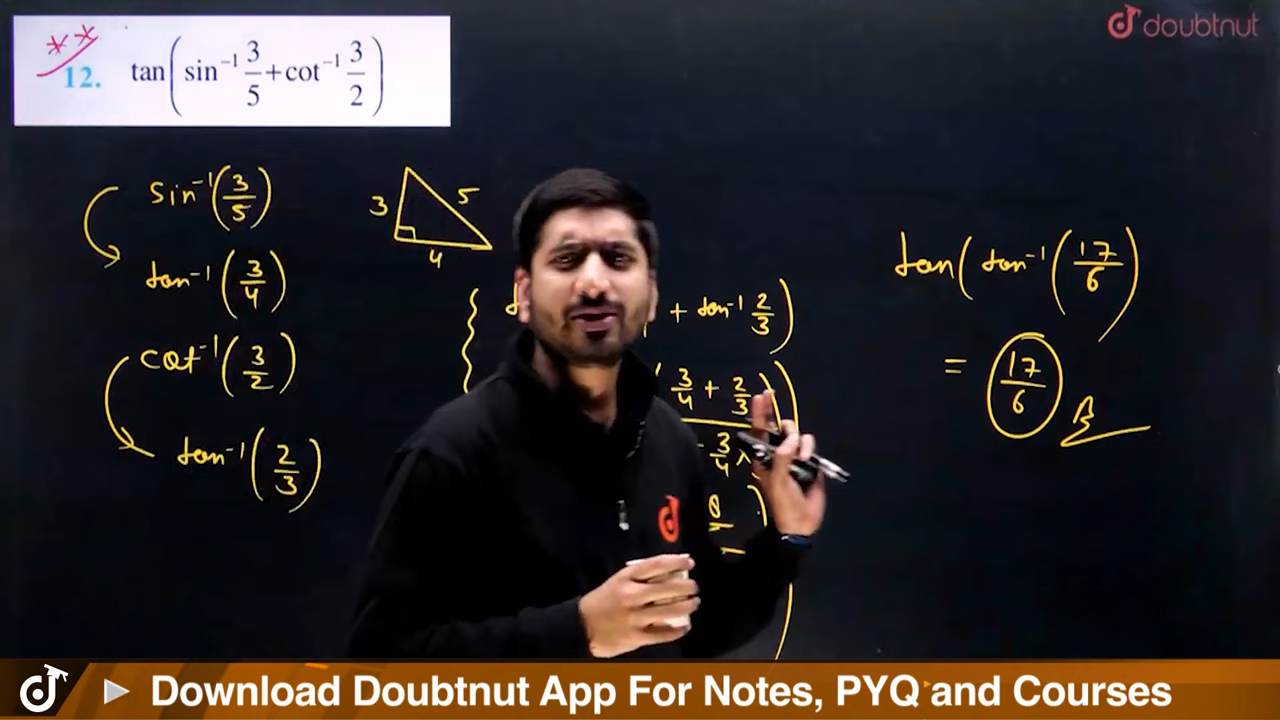 doubtnut
12. tan(sin⁻¹ 3/5 + cot⁻¹ 3/2)
sin⁻¹(3/5)
tan⁻¹(3/4)
cot⁻¹(3/2)
tan⁻¹(2/3)
3 5
4
+ tan⁻¹ 2/3)
(3/4 + 2/3)
- 3/4 ×
tan(tan⁻¹(17/6)
= 17/6
Download Doubtnut App For Notes, PYQ and Courses